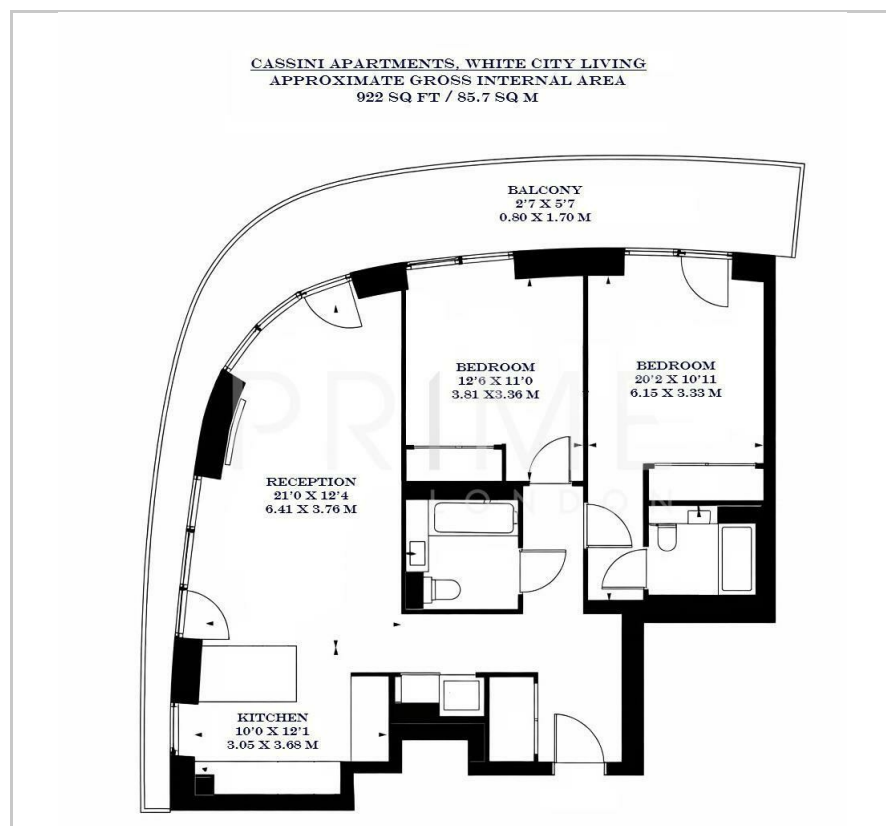 CASSINI APARTMENTS, WHITE CITY LIVING
APPROXIMATE GROSS INTERNAL AREA
922 SQ FT / 85.7 SQ M
BALCONY
2'7 X 5'7
0.80 X 1.70 M
BEDROOM
12'6 X 11'0
3.81 X3.36 M
BEDROOM
20'2 X 10'11
6.15 X 3.33 M
PRIME
LONDON
RECEPTION
21'0 X 12'4
6.41 X 3.76 M
KITCHEN
10'0 X 12'1
3.05 X 3.68 M